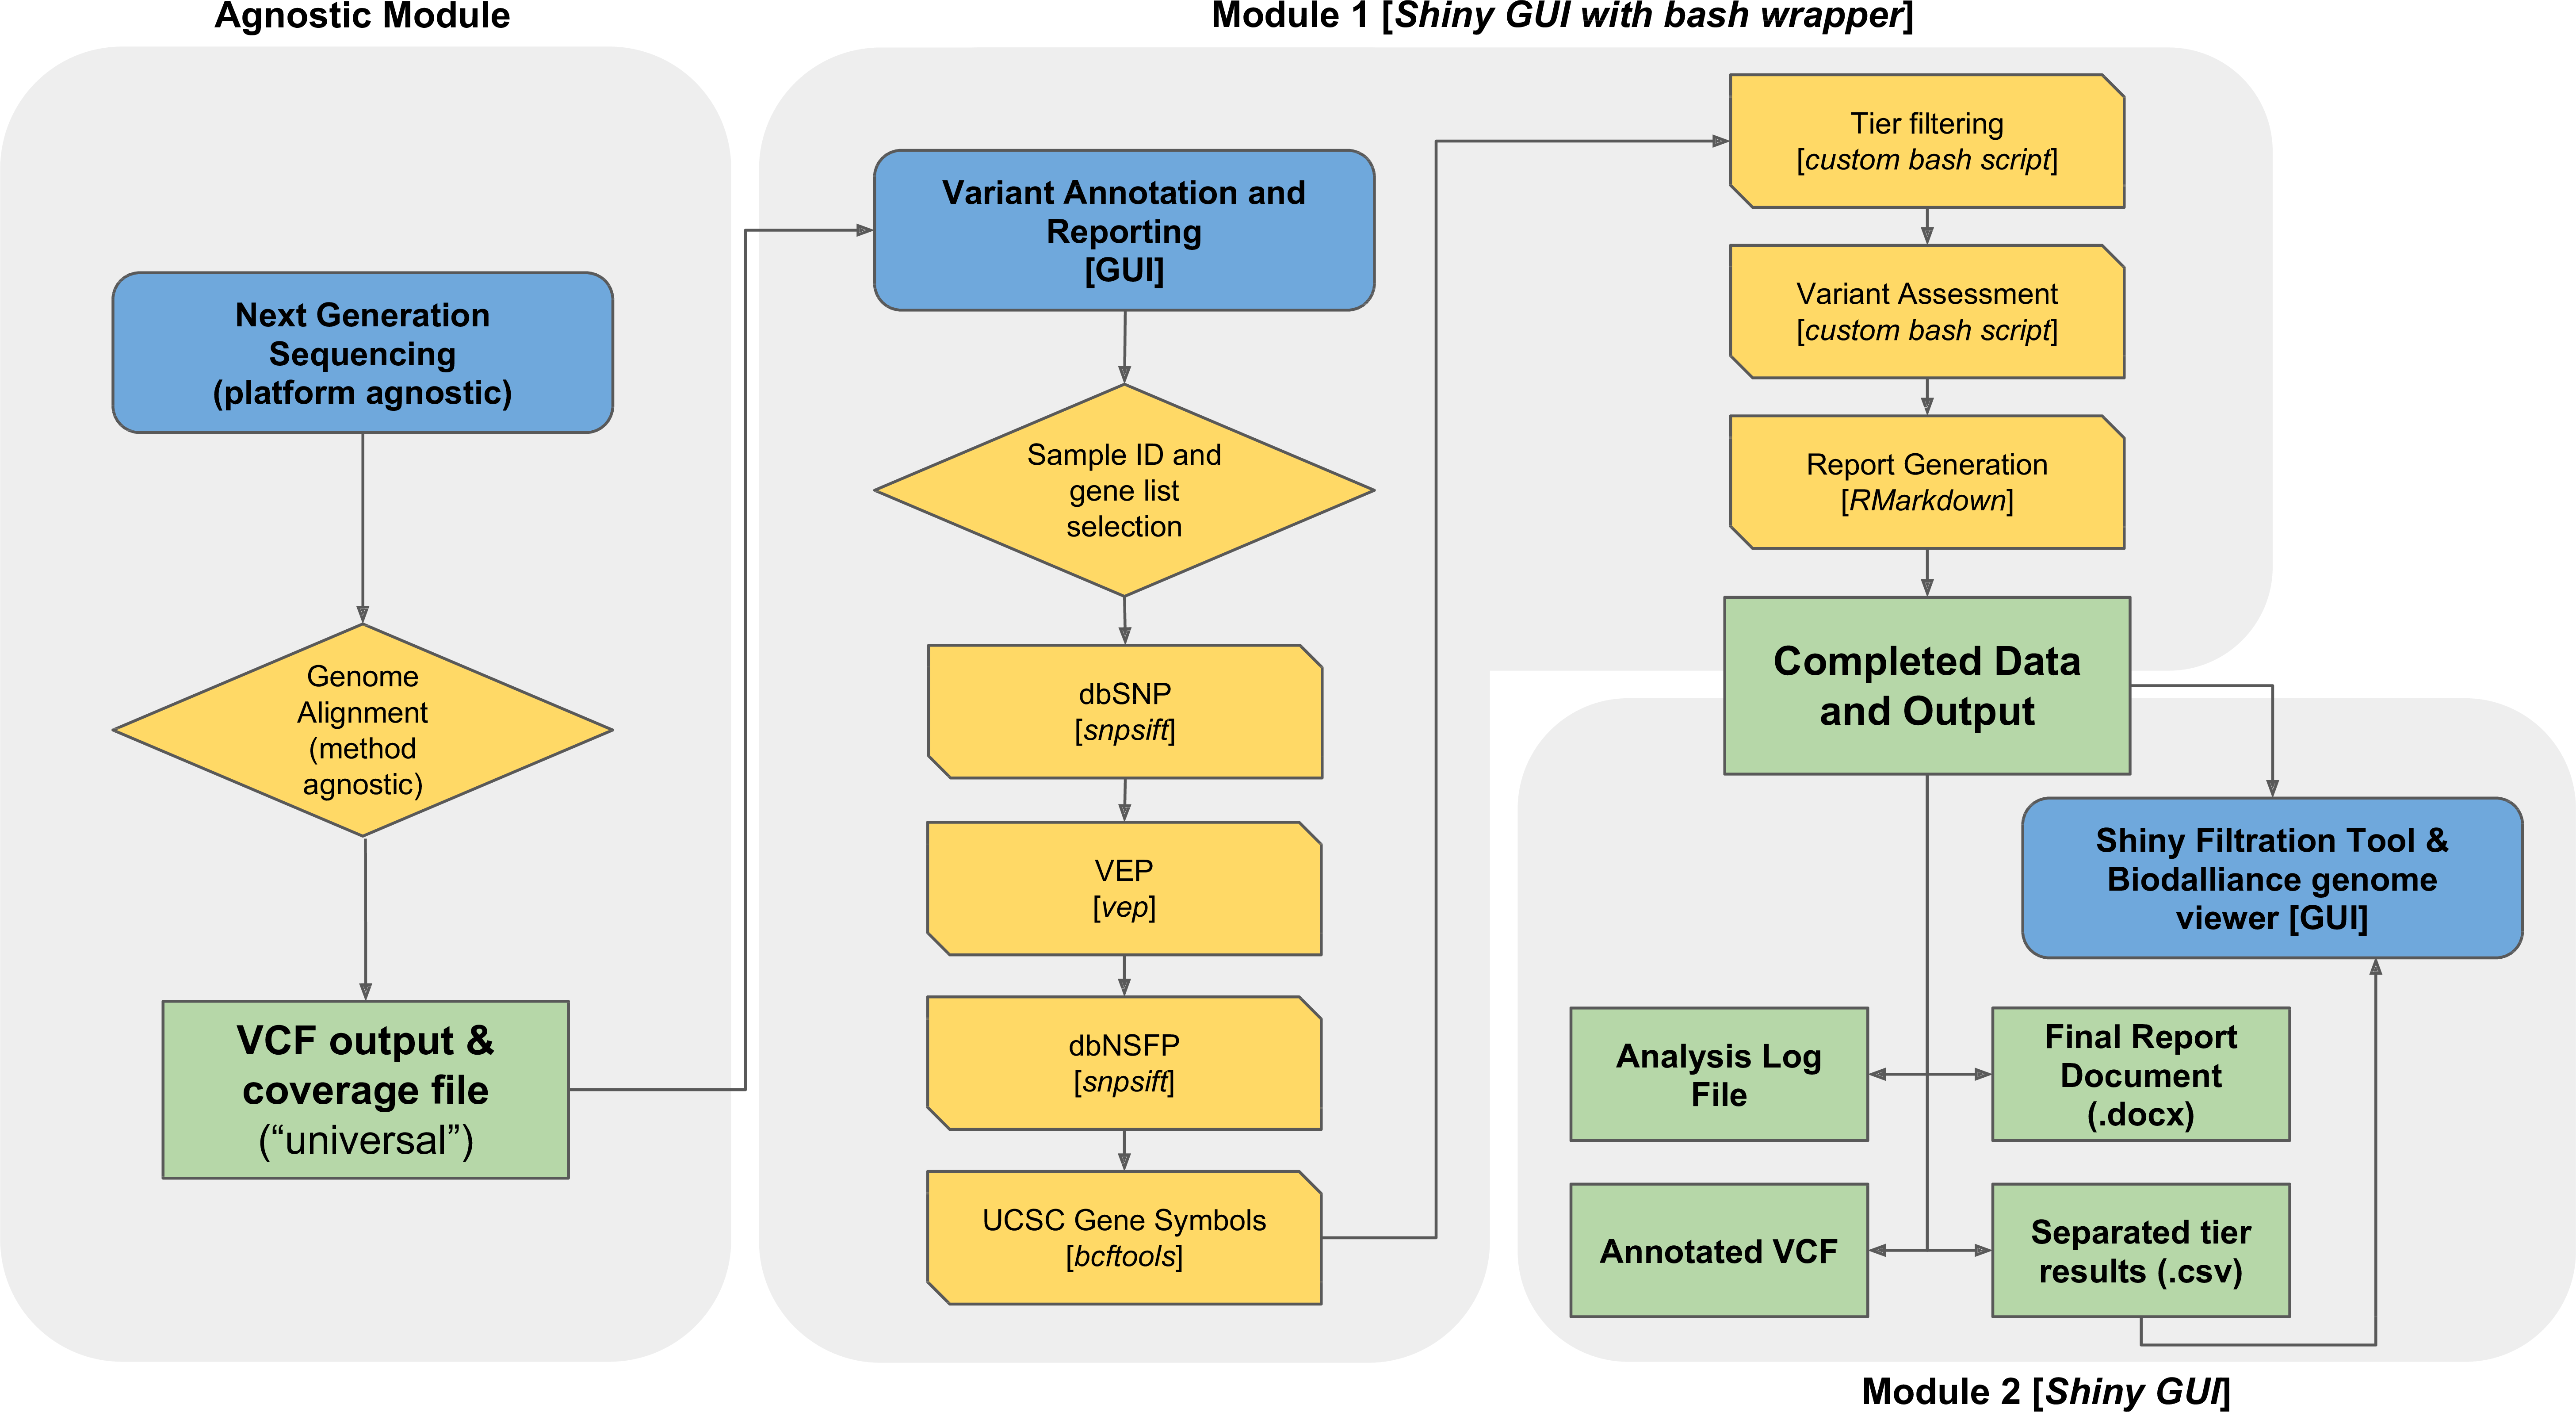 Agnostic Module
Next Generation
Sequencing
(platform agnostic)
Genome
Alignment
(method
agnostic)
VCF output &
coverage file
(“universal”)
Module 1 [Shiny GUI with bash wrapper]
Variant Annotation and
Reporting
[GUI]
Sample ID and
gene list
selection
dbSNP
[snpsift]
VEP
[vep]
dbNSFP
[snpsift]
UCSC Gene Symbols
[bcftools]
Tier filtering
[custom bash script]
Variant Assessment
[custom bash script]
Report Generation
[RMarkdown]
Completed Data
and Output
Shiny Filtration Tool &
Biodalliance genome
viewer [GUI]
Analysis Log
File
Final Report
Document
(.docx)
Annotated VCF
Separated tier
results (.csv)
Module 2 [Shiny GUI]